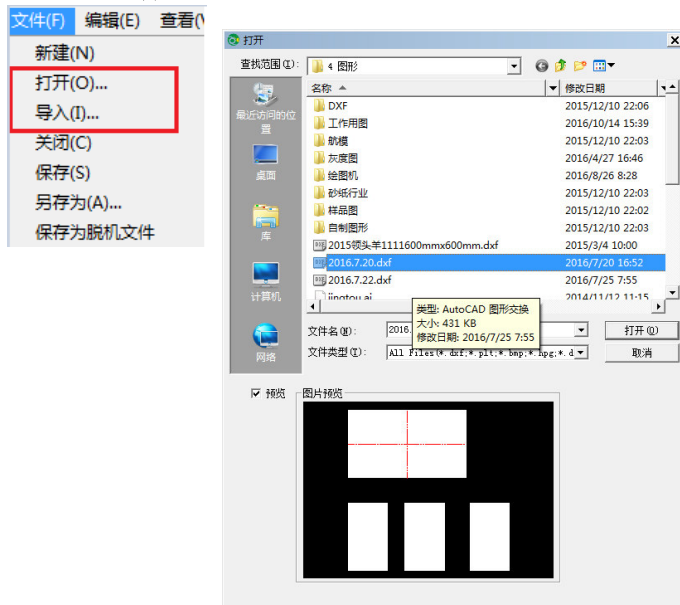 文件(F) 编辑(E) 查看(V
新建(N)
打开(O)...
导入(I)...
关闭(C)
保存(S)
另存为(A)...
保存为脱机文件
打开
查找范围(I): 4 图形
名称 修改日期
DXF 2015/12/10 22:06
工作用图 2016/10/14 15:39
航模 2015/12/10 22:03
灰度图 2016/4/27 16:46
绘图机 2016/8/26 8:28
砂纸行业 2015/12/10 22:03
样品图 2015/12/10 22:02
自制图形 2015/12/10 22:03
2015领头羊1111600mmx600mm.dxf 2015/3/4 10:00
2016.7.20.dxf 2016/7/20 16:52
2016.7.22.dxf 2016/7/25 7:55
jingtou.ai 2014/11/12 11:15
最近访问的位置
桌面
库
计算机
网络
类型: AutoCAD 图形交换
大小: 431 KB
修改日期: 2016/7/25 7:55
文件名(N): 2016. 打开(O)
文件类型(T): All Files(*.dxf;*.plt;*.bmp;*.hpg;*.d 取消
预览 图片预览